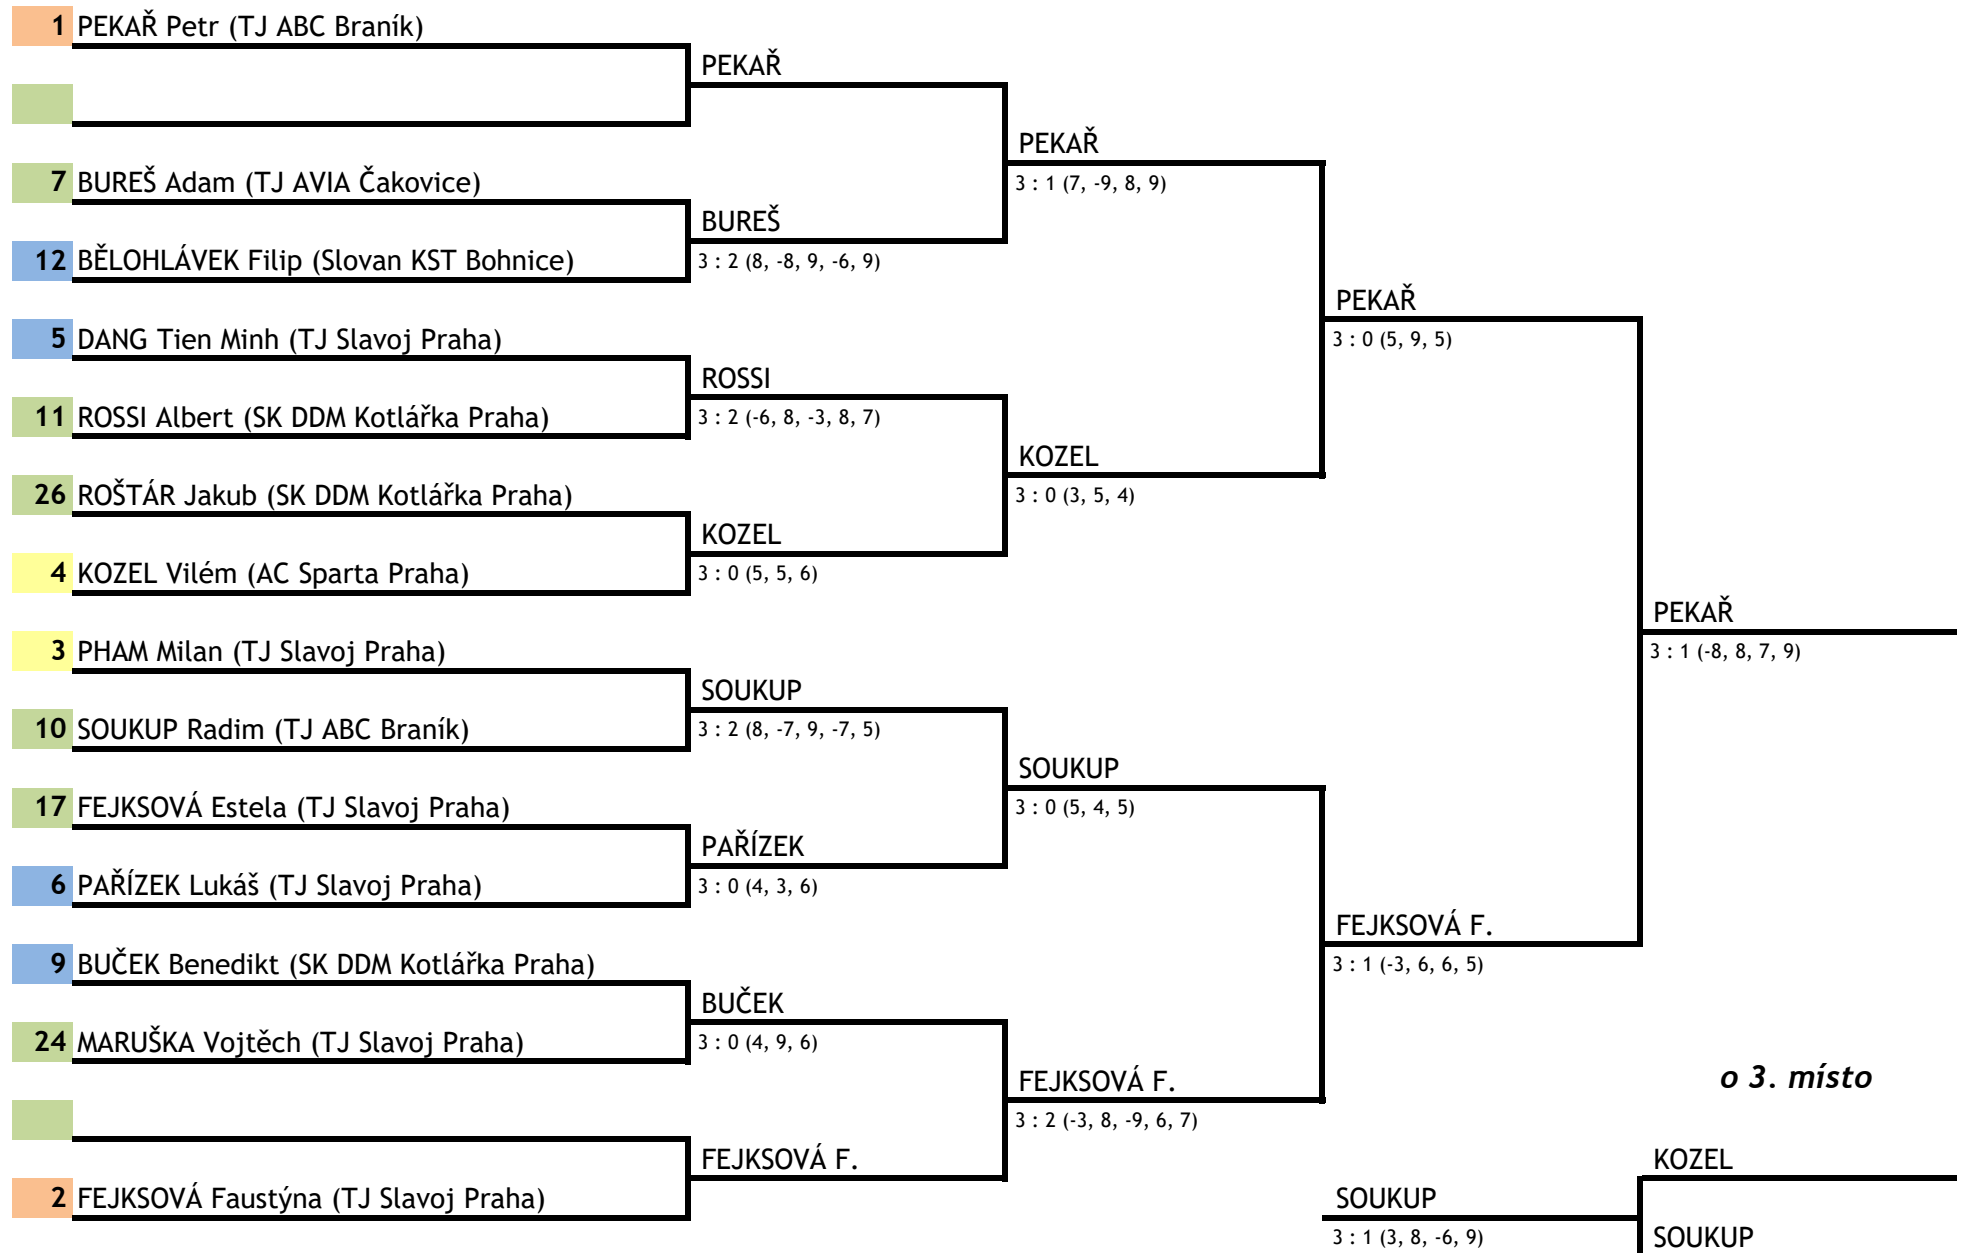 1 PEKAŘ Petr (TJ ABC Braník)
PEKAŘ
PEKAŘ
7 BUREŠ Adam (TJ AVIA Čakovice)
3 : 1 (7, -9, 8, 9)
BUREŠ
12 BĚLOHLÁVEK Filip (Slovan KST Bohnice)
3 : 2 (8, -8, 9, -6, 9)
PEKAŘ
5 DANG Tien Minh (TJ Slavoj Praha)
3 : 0 (5, 9, 5)
ROSSI
11 ROSSI Albert (SK DDM Kotlářka Praha)
3 : 2 (-6, 8, -3, 8, 7)
KOZEL
26 ROŠTÁR Jakub (SK DDM Kotlářka Praha)
3 : 0 (3, 5, 4)
KOZEL
4 KOZEL Vilém (AC Sparta Praha)
3 : 0 (5, 5, 6)
PEKAŘ
3 PHAM Milan (TJ Slavoj Praha)
3 : 1 (-8, 8, 7, 9)
SOUKUP
10 SOUKUP Radim (TJ ABC Braník)
3 : 2 (8, -7, 9, -7, 5)
SOUKUP
17 FEJKSOVÁ Estela (TJ Slavoj Praha)
3 : 0 (5, 4, 5)
PAŘÍZEK
6 PAŘÍZEK Lukáš (TJ Slavoj Praha)
3 : 0 (4, 3, 6)
FEJKSOVÁ F.
9 BUČEK Benedikt (SK DDM Kotlářka Praha)
3 : 1 (-3, 6, 6, 5)
BUČEK
24 MARUŠKA Vojtěch (TJ Slavoj Praha)
3 : 0 (4, 9, 6)
FEJKSOVÁ F.
o 3. místo
3 : 2 (-3, 8, -9, 6, 7)
FEJKSOVÁ F.
KOZEL
2 FEJKSOVÁ Faustýna (TJ Slavoj Praha)
SOUKUP
3 : 1 (3, 8, -6, 9)
SOUKUP